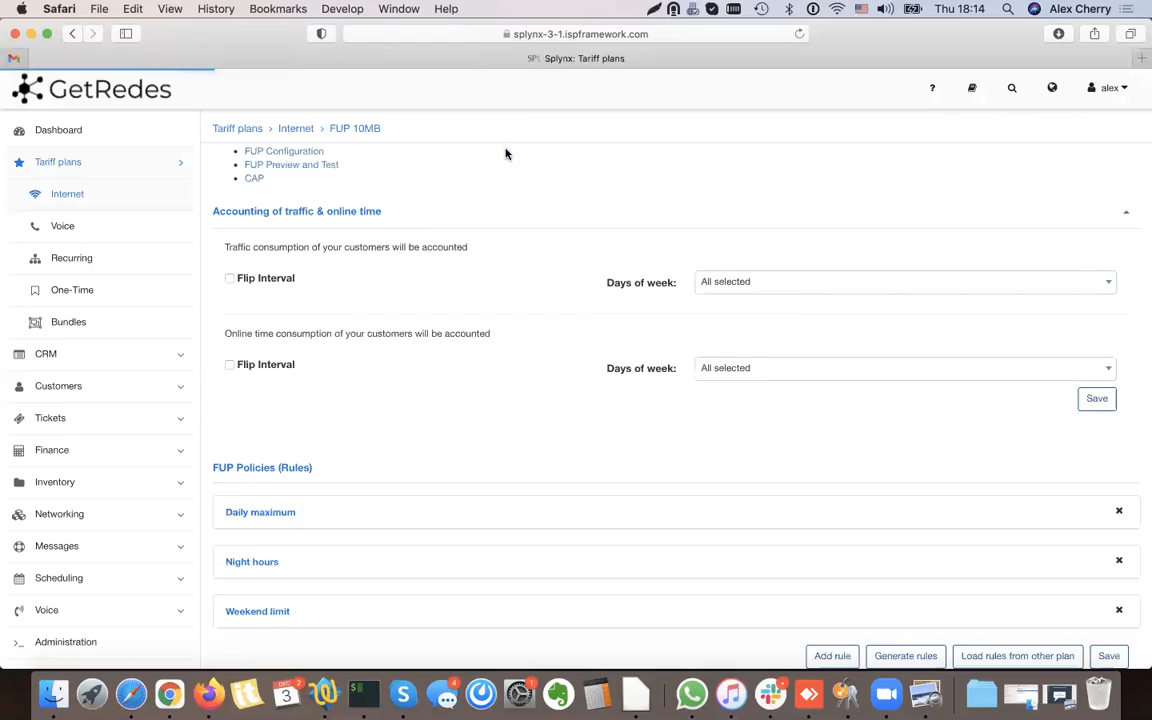 Safari File Edit View History Bookmarks Develop Window Help Thu 18:14 Alex Cherry
splynx-3-1.ispframework.com
SPL Splynx: Tariff plans
GetRedes
? alex
Tariff plans > Internet > FUP 10MB
Dashboard
Tariff plans
Internet
Voice
Recurring
One-Time
Bundles
CRM
Customers
Tickets
Finance
Inventory
Networking
Messages
Scheduling
Voice
Administration
FUP Configuration
FUP Preview and Test
CAP
Accounting of traffic & online time
Traffic consumption of your customers will be accounted
Flip Interval Days of week: All selected
Online time consumption of your customers will be accounted
Flip Interval Days of week: All selected
Save
FUP Policies (Rules)
Daily maximum
Night hours
Weekend limit
Add rule Generate rules Load rules from other plan Save
DEC 2
3
4
1